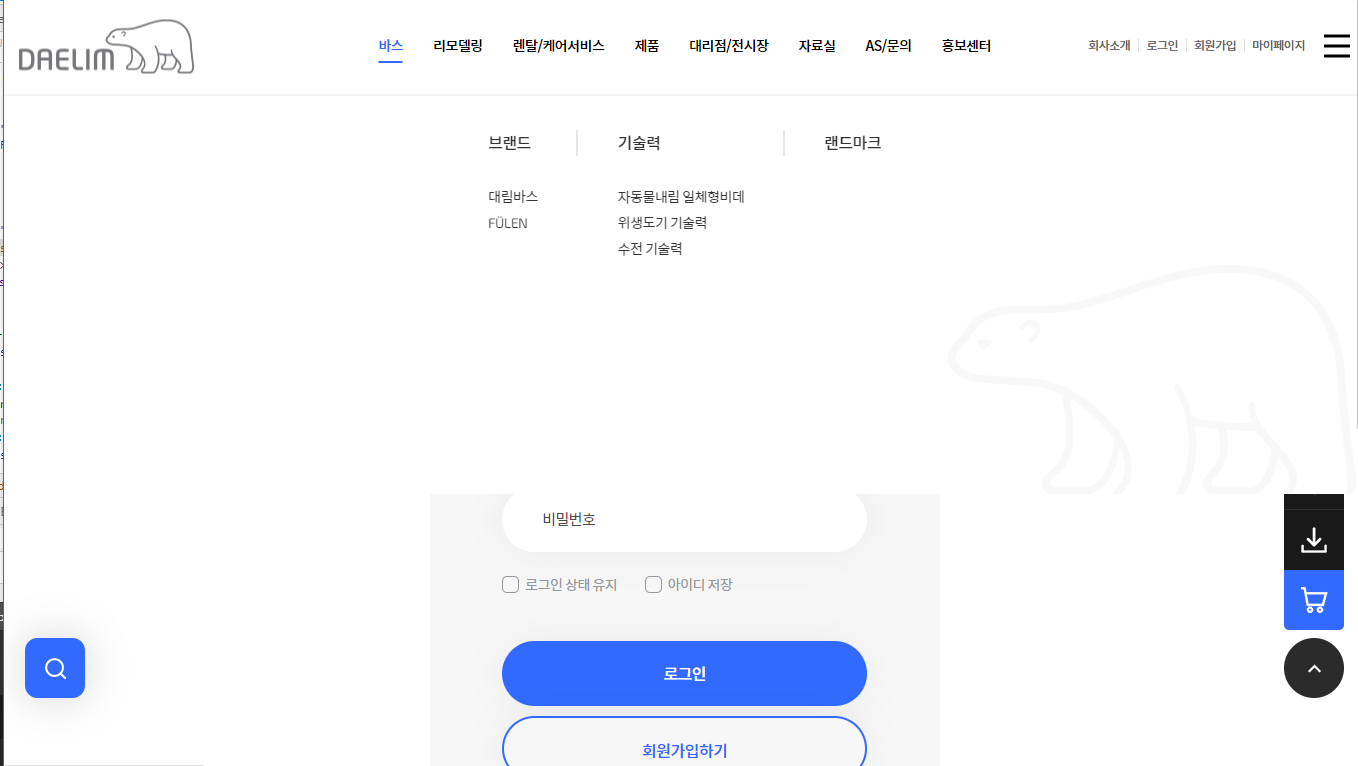 DAELIM
바스 리모델링 렌탈/케어서비스 제품 대리점/전시장 자료실 AS/문의 홍보센터
회사소개 로그인 회원가입 마이페이지
브랜드 기술력 랜드마크
대림바스 자동물내림 일체형비데
FÜLEN 위생도기 기술력
수전 기술력
비밀번호
로그인 상태 유지 아이디 저장
로그인
회원가입하기